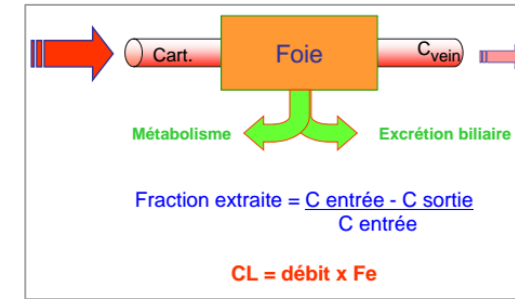 Cart. Foie Cvein
Métabolisme Excrétion biliaire
Fraction extraite = C entrée - C sortie
C entrée
CL = débit x Fe